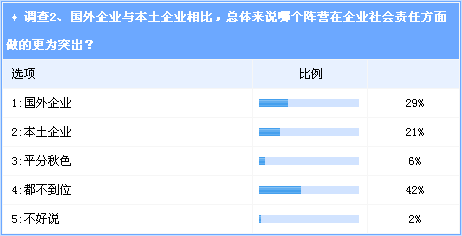 ✦ 调查2、国外企业与本土企业相比，总体来说哪个阵营在企业社会责任方面
做的更为突出？
选项 比例
1:国外企业 29%
2:本土企业 21%
3:平分秋色 6%
4:都不到位 42%
5:不好说 2%